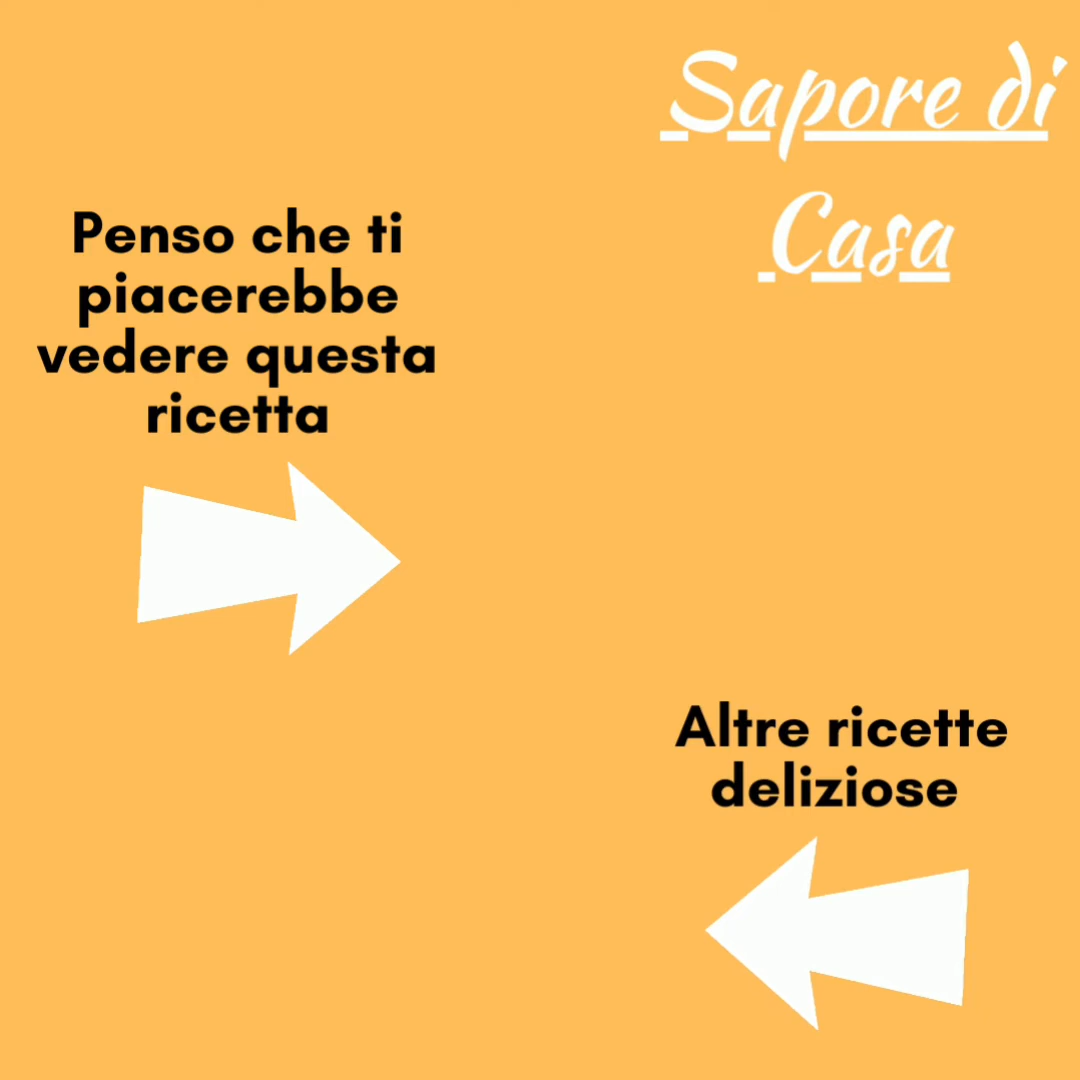 Sapore di
Casa
Penso che ti
piacerebbe
vedere questa
ricetta
Altre ricette
deliziose